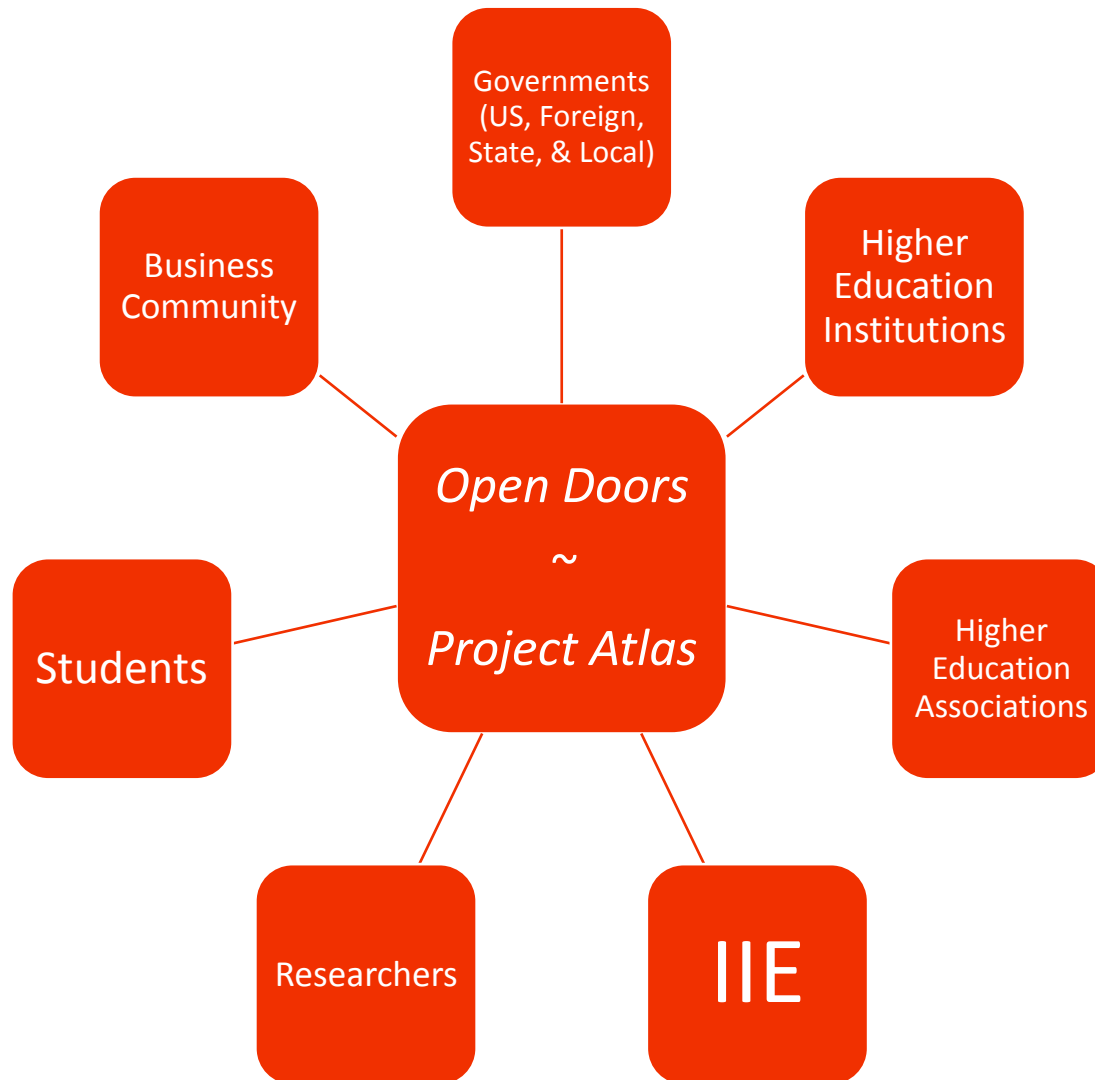 Governments
(US, Foreign,
State, & Local)
Higher
Education
Institutions
Business
Community
Open Doors
~
Project Atlas
Higher
Education
Associations
Students
Researchers
IIE